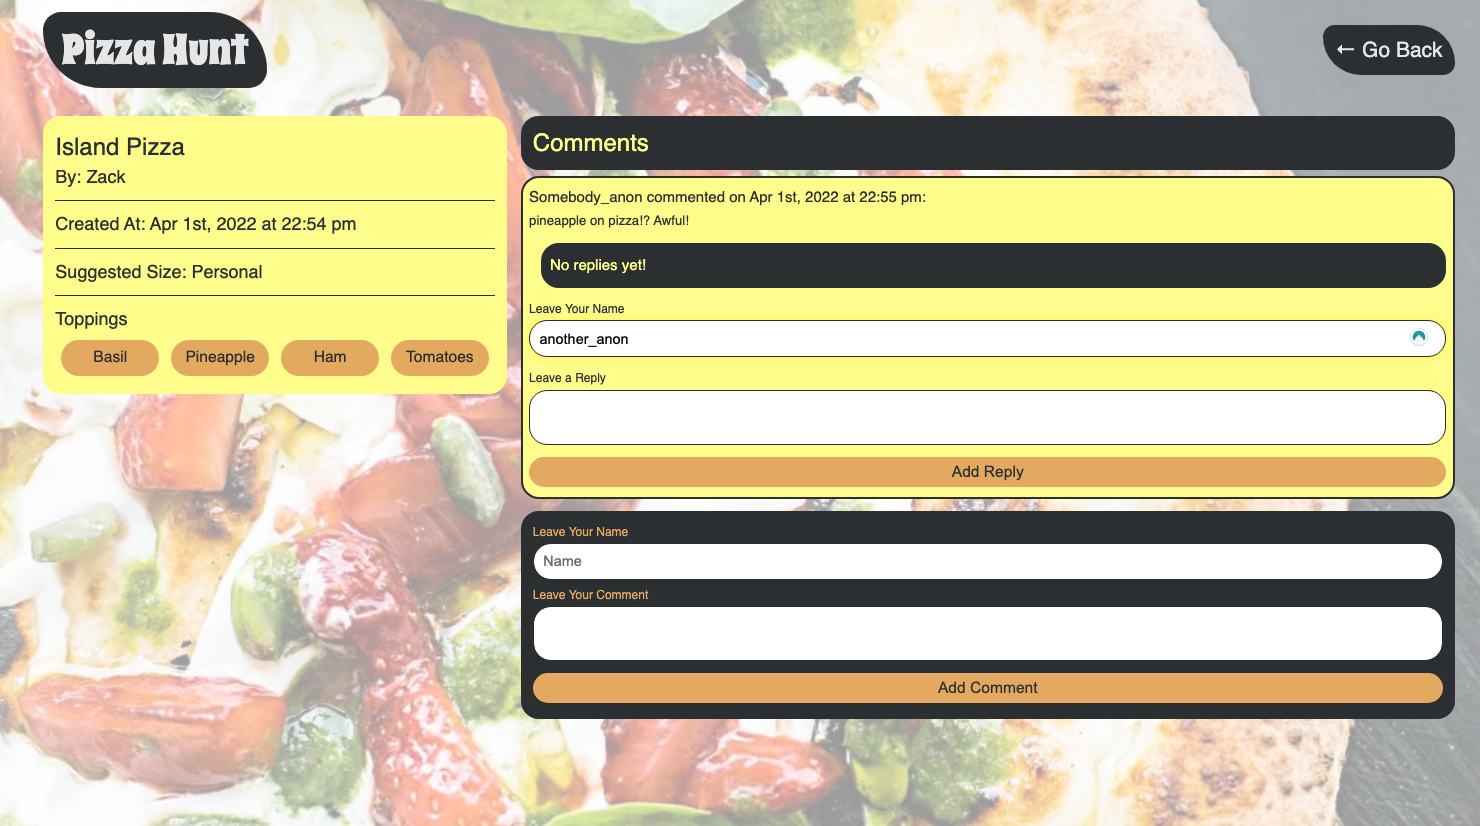 Pizza Hunt
← Go Back
Island Pizza
By: Zack
Created At: Apr 1st, 2022 at 22:54 pm
Suggested Size: Personal
Toppings
Basil
Pineapple
Ham
Tomatoes
Comments
Somebody_anon commented on Apr 1st, 2022 at 22:55 pm:
pineapple on pizza!? Awful!
No replies yet!
Leave Your Name
another_anon
Leave a Reply
Add Reply
Leave Your Name
Name
Leave Your Comment
Add Comment